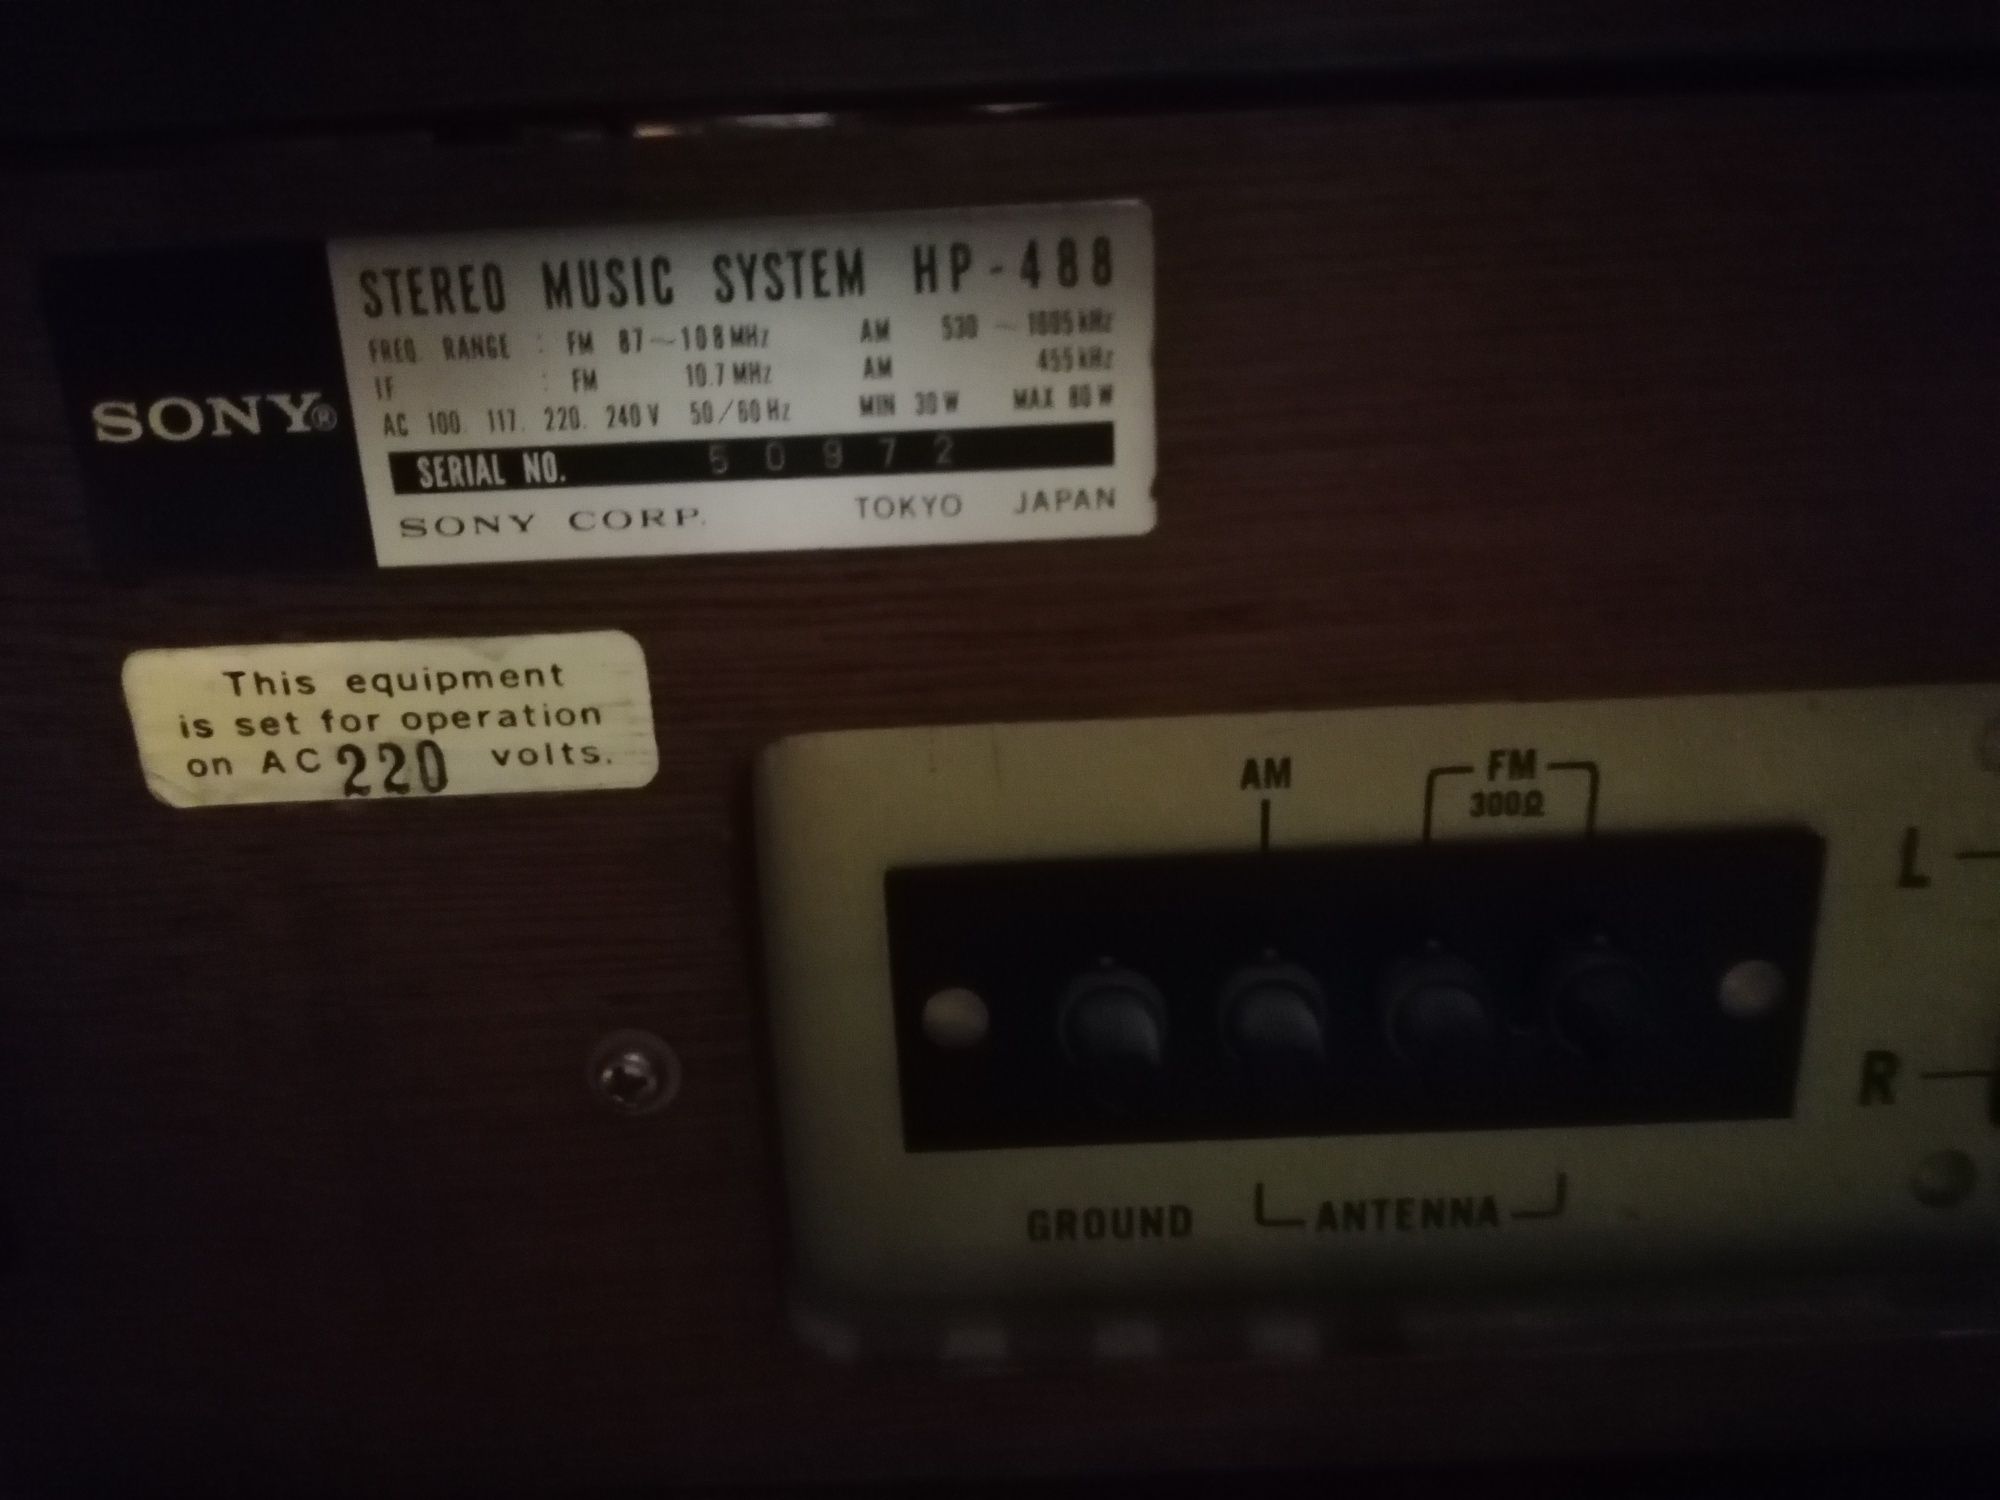 SONY®
STEREO MUSIC SYSTEM HP-488
FREQ. RANGE : FM 87~108MHz AM 530 ~ 1605kHz
IF : FM 10.7MHz AM 455kHz
AC 100. 117. 220. 240V 50/60Hz MIN 30W MAX 80W
SERIAL NO. 50972
SONY CORP. TOKYO JAPAN
This equipment
is set for operation
on AC 220 volts.
AM FM
300Ω
L
R
GROUND ANTENNA